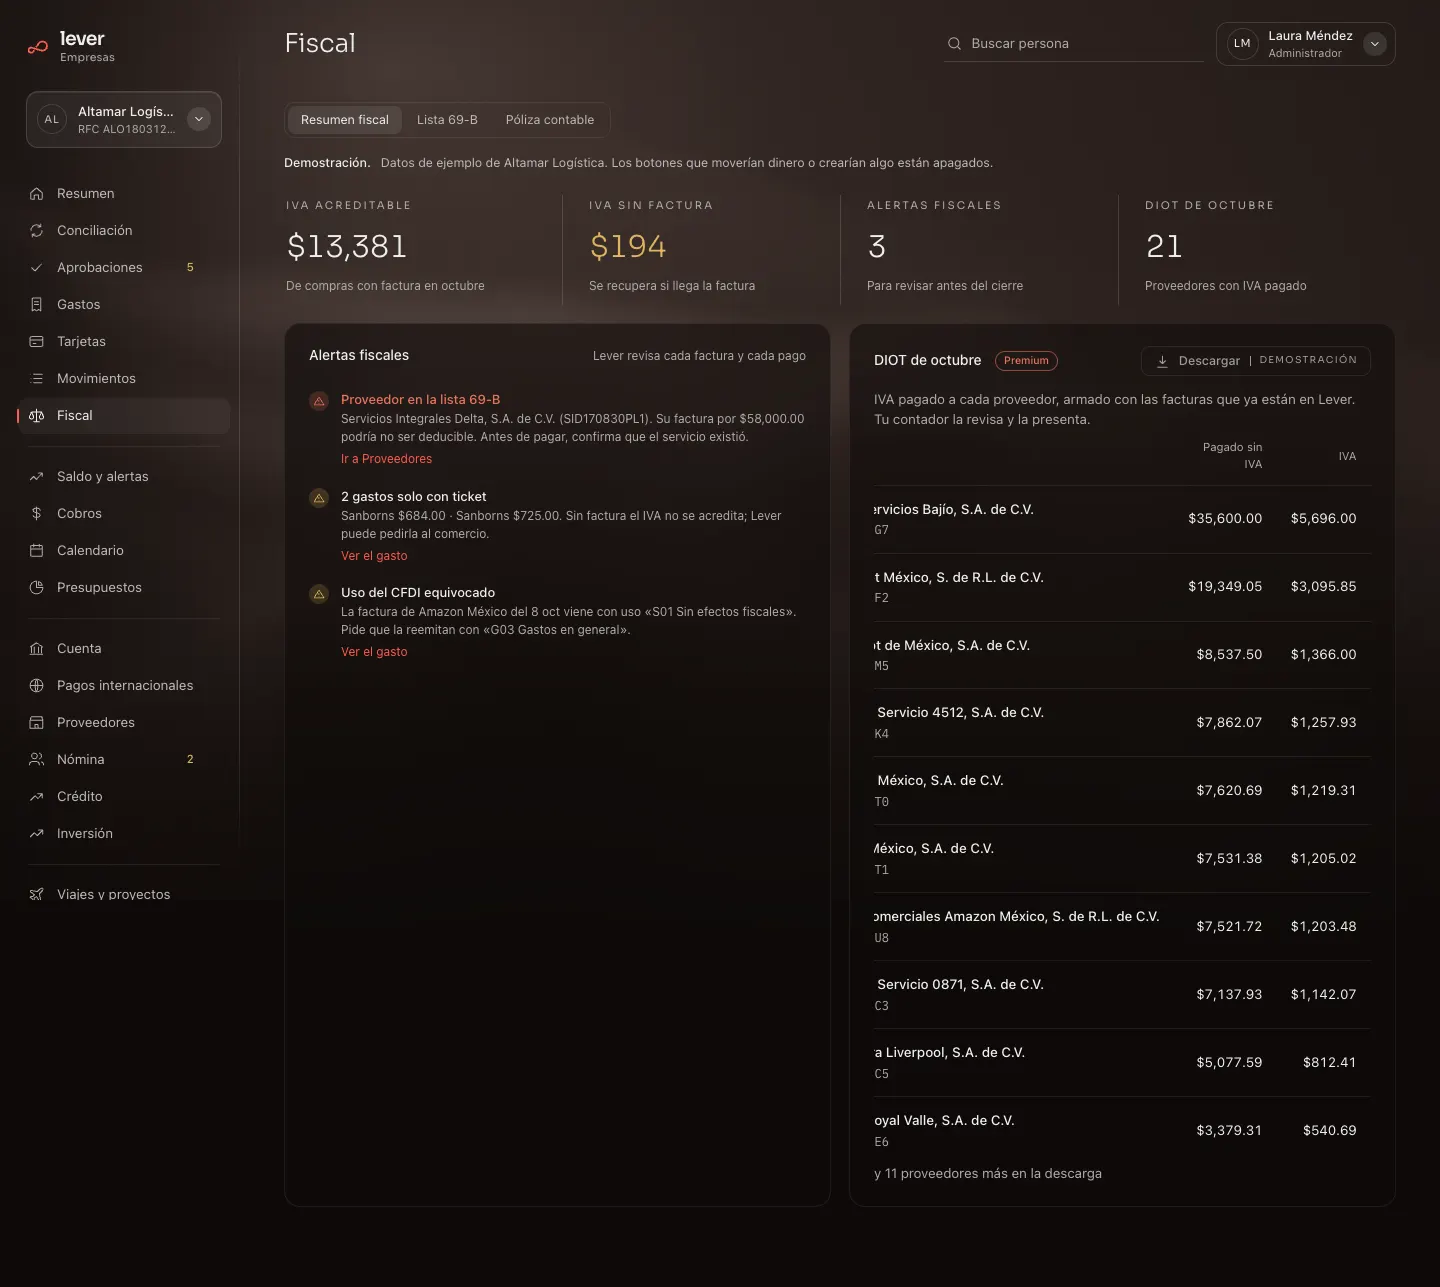 lever
Empresas
Altamar Logís...
RFC ALO180312...
AL
Resumen
Conciliación
Aprobaciones 5
Gastos
Tarjetas
Movimientos
Fiscal
Saldo y alertas
Cobros
Calendario
Presupuestos
Cuenta
Pagos internacionales
Proveedores
Nómina 2
Crédito
Inversión
Viajes y proyectos
Fiscal
Buscar persona
LM
Laura Méndez
Administrador
Resumen fiscal Lista 69-B Póliza contable
Demostración. Datos de ejemplo de Altamar Logística. Los botones que moverían dinero o crearían algo están apagados.
IVA ACREDITABLE
$13,381
De compras con factura en octubre
IVA SIN FACTURA
$194
Se recupera si llega la factura
ALERTAS FISCALES
3
Para revisar antes del cierre
DIOT DE OCTUBRE
21
Proveedores con IVA pagado
Alertas fiscales Lever revisa cada factura y cada pago
Proveedor en la lista 69-B
Servicios Integrales Delta, S.A. de C.V. (SID170830PL1). Su factura por $58,000.00
podría no ser deducible. Antes de pagar, confirma que el servicio existió.
Ir a Proveedores
2 gastos solo con ticket
Sanborns $684.00 · Sanborns $725.00. Sin factura el IVA no se acredita; Lever
puede pedirla al comercio.
Ver el gasto
Uso del CFDI equivocado
La factura de Amazon México del 8 oct viene con uso «S01 Sin efectos fiscales».
Pide que la reemitan con «G03 Gastos en general».
Ver el gasto
DIOT de octubre Premium Descargar | DEMOSTRACIÓN
IVA pagado a cada proveedor, armado con las facturas que ya están en Lever.
Tu contador la revisa y la presenta.
Pagado sin
IVA
IVA
ervicios Bajío, S.A. de C.V.
G7
$35,600.00 $5,696.00
t México, S. de R.L. de C.V.
F2
$19,349.05 $3,095.85
ot de México, S.A. de C.V.
M5
$8,537.50 $1,366.00
Servicio 4512, S.A. de C.V.
K4
$7,862.07 $1,257.93
México, S.A. de C.V.
T0
$7,620.69 $1,219.31
México, S.A. de C.V.
T1
$7,531.38 $1,205.02
omerciales Amazon México, S. de R.L. de C.V.
U8
$7,521.72 $1,203.48
Servicio 0871, S.A. de C.V.
C3
$7,137.93 $1,142.07
a Liverpool, S.A. de C.V.
C5
$5,077.59 $812.41
oyal Valle, S.A. de C.V.
E6
$3,379.31 $540.69
y 11 proveedores más en la descarga